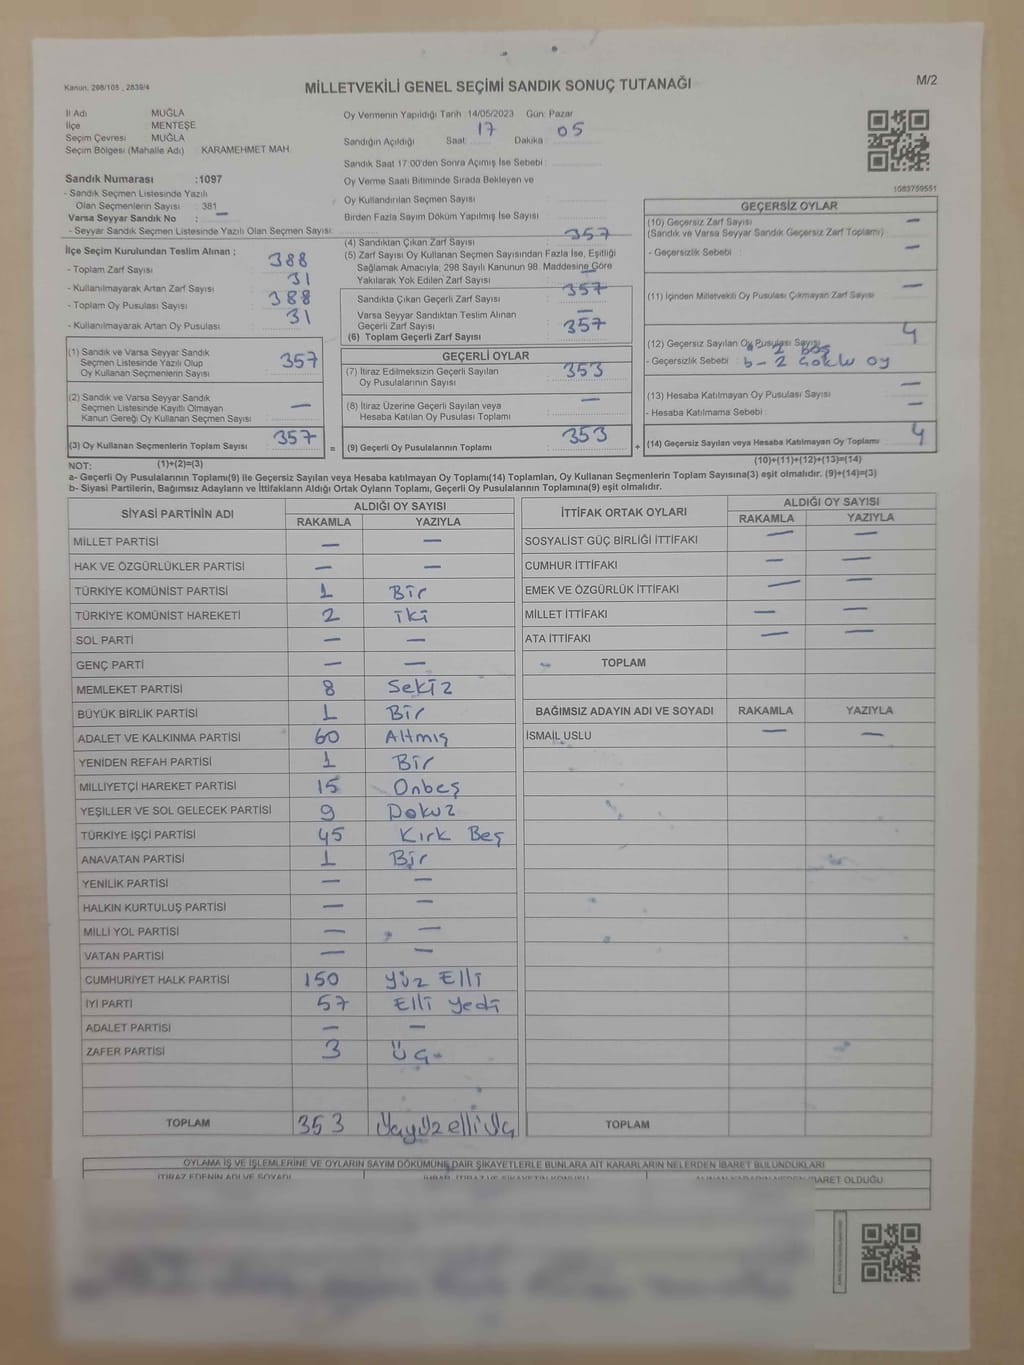 Kanun: 298/105 , 2839/4
MİLLETVEKİLİ GENEL SEÇİMİ SANDIK SONUÇ TUTANAĞI
M/2
İl Adı MUĞLA
İlçe MENTEŞE
Seçim Çevresi MUĞLA
Seçim Bölgesi (Mahalle Adı) KARAMEHMET MAH.
Sandık Numarası :1097
- Sandık Seçmen Listesinde Yazılı
Olan Seçmenlerin Sayısı : 381
Varsa Seyyar Sandık No : —
- Seyyar Sandık Seçmen Listesinde Yazılı Olan Seçmen Sayısı:
Oy Vermenin Yapıldığı Tarih :14/05/2023 Gün: Pazar
Sandığın Açıldığı Saat: 17 Dakika : 05
Sandık Saat 17:00'den Sonra Açımış İse Sebebi :
Oy Verme Saati Bitiminde Sırada Bekleyen ve
Oy Kullandırılan Seçmen Sayısı
Birden Fazla Sayım Döküm Yapılmış İse Sayısı
1083759551
İlçe Seçim Kurulundan Teslim Alınan ;
- Toplam Zarf Sayısı : 388
- Kullanılmayarak Artan Zarf Sayısı : 31
- Toplam Oy Pusulası Sayısı : 388
- Kullanılmayarak Artan Oy Pusulası : 31
(4) Sandıktan Çıkan Zarf Sayısı 357
(5) Zarf Sayısı Oy Kullanan Seçmen Sayısından Fazla İse, Eşitliği
Sağlamak Amacıyla, 298 Sayılı Kanunun 98. Maddesine Göre
Yakılarak Yok Edilen Zarf Sayısı —
Sandıkta Çıkan Geçerli Zarf Sayısı 357
Varsa Seyyar Sandıktan Teslim Alınan
Geçerli Zarf Sayısı —
(6) Toplam Geçerli Zarf Sayısı 357
GEÇERSİZ OYLAR
(10) Geçersiz Zarf Sayısı —
(Sandık ve Varsa Seyyar Sandık Geçersiz Zarf Toplamı)
- Geçersizlik Sebebi : —
(11) İçinden Milletvekili Oy Pusulası Çıkmayan Zarf Sayısı —
(12) Geçersiz Sayılan Oy Pusulası Sayısı 4
2 Boş
- Geçersizlik Sebebi : b- 2 Çoklu oy
(13) Hesaba Katılmayan Oy Pusulası Sayısı —
- Hesaba Katılmama Sebebi : —
(14) Geçersiz Sayılan veya Hesaba Katılmayan Oy Toplamı 4
(1) Sandık ve Varsa Seyyar Sandık
Seçmen Listesinde Yazılı Olup
Oy Kullanan Seçmenlerin Sayısı 357
(2) Sandık ve Varsa Seyyar Sandık
Seçmen Listesinde Kayıtlı Olmayan
Kanun Gereği Oy Kullanan Seçmen Sayısı —
(3) Oy Kullanan Seçmenlerin Toplam Sayısı 357 =
GEÇERLİ OYLAR
(7) İtiraz Edilmeksizin Geçerli Sayılan
Oy Pusulalarının Sayısı 353
(8) İtiraz Üzerine Geçerli Sayılan veya
Hesaba Katılan Oy Pusulası Toplamı —
(9) Geçerli Oy Pusulalarının Toplamı 353 +
NOT: (1)+(2)=(3) (10)+(11)+(12)+(13)=(14)
a- Geçerli Oy Pusulaları Toplamı(9) ile Geçersiz Sayılan veya Hesaba katılmayan Oy Toplamı(14) Toplamları, Oy Kullanan Seçmenlerin Toplam Sayısına(3) eşit olmalıdır. (9)+(14)=(3)
b- Siyasi Partilerin, Bağımsız Adayların ve İttifakların Aldığı Ortak Oyların Toplamı, Geçerli Oy Pusulalarının Toplamına(9) eşit olmalıdır.
SİYASİ PARTİNİN ADI ALDIĞI OY SAYISI
RAKAMLA YAZIYLA
MİLLET PARTİSİ — —
HAK VE ÖZGÜRLÜKLER PARTİSİ — —
TÜRKİYE KOMÜNİST PARTİSİ 1 Bir
TÜRKİYE KOMÜNİST HAREKETİ 2 iki
SOL PARTİ — —
GENÇ PARTİ — —
MEMLEKET PARTİSİ 8 Sekiz
BÜYÜK BİRLİK PARTİSİ 1 Bir
ADALET VE KALKINMA PARTİSİ 60 Altmış
YENİDEN REFAH PARTİSİ 1 Bir
MİLLİYETÇİ HAREKET PARTİSİ 15 Onbeş
YEŞİLLER VE SOL GELECEK PARTİSİ 9 Dokuz
TÜRKİYE İŞÇİ PARTİSİ 45 Kırk Beş
ANAVATAN PARTİSİ 1 Bir
YENİLİK PARTİSİ — —
HALKIN KURTULUŞ PARTİSİ — —
MİLLİ YOL PARTİSİ — —
VATAN PARTİSİ — —
CUMHURİYET HALK PARTİSİ 150 Yüz Elli
İYİ PARTİ 57 Elli yedi
ADALET PARTİSİ — —
ZAFER PARTİSİ 3 Üç
TOPLAM 353 üçyüzelliüç
İTTİFAK ORTAK OYLARI ALDIĞI OY SAYISI
RAKAMLA YAZIYLA
SOSYALİST GÜÇ BİRLİĞİ İTTİFAKI — —
CUMHUR İTTİFAKI — —
EMEK VE ÖZGÜRLÜK İTTİFAKI — —
MİLLET İTTİFAKI — —
ATA İTTİFAKI — —
TOPLAM
BAĞIMSIZ ADAYIN ADI VE SOYADI RAKAMLA YAZIYLA
İSMAİL USLU — —
TOPLAM
OYLAMA İŞ VE İŞLEMLERİNE VE OYLARIN SAYIM DÖKÜMÜNE DAİR ŞİKAYETLERLE BUNLARA AİT KARARLARIN NELERDEN İBARET BULUNDUKLARI
İTİRAZ EDENİN ADI VE SOYADI
İBARET OLDUĞU